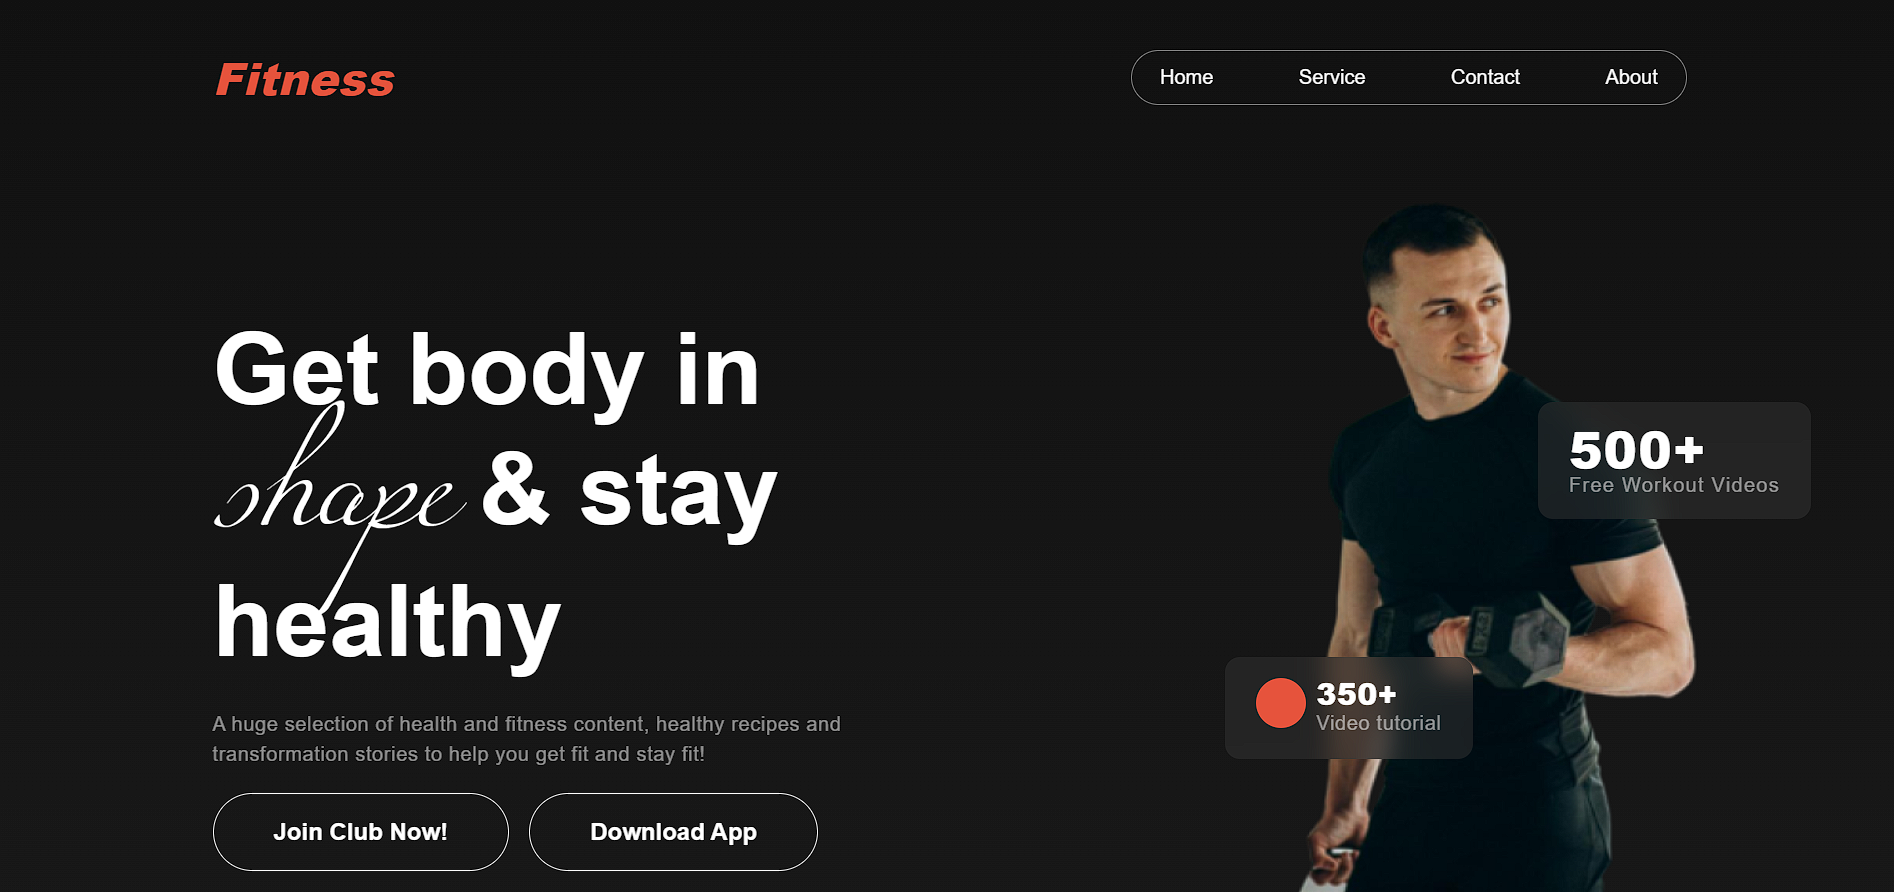 Fitness
Home Service Contact About
Get body in
shape & stay
healthy
A huge selection of health and fitness content, healthy recipes and
transformation stories to help you get fit and stay fit!
Join Club Now! Download App
500+
Free Workout Videos
350+
Video tutorial